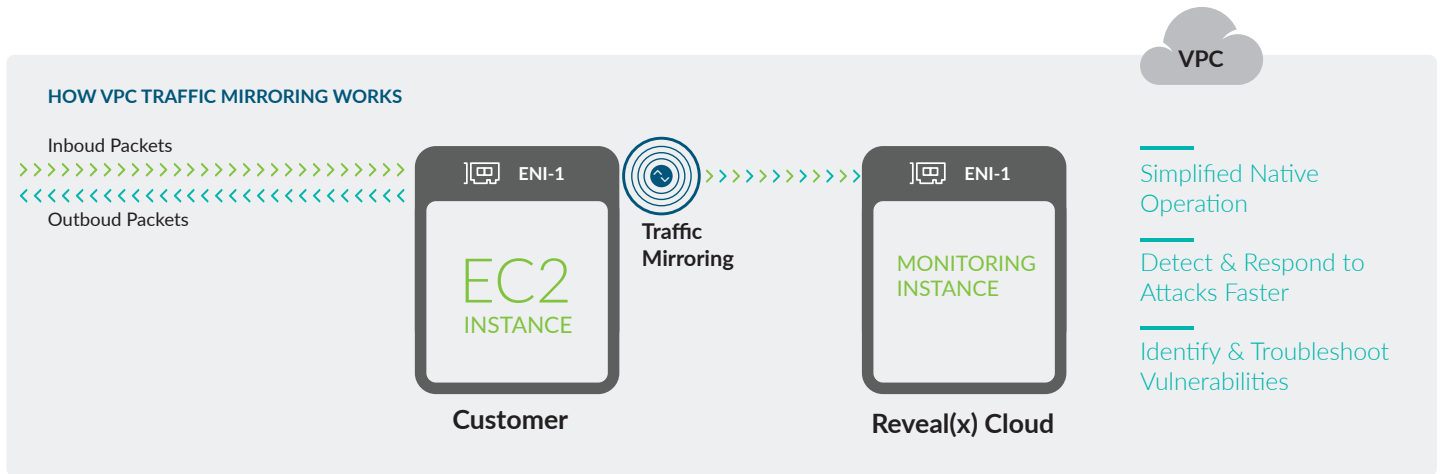 VPC
HOW VPC TRAFFIC MIRRORING WORKS
Inboud Packets
Outboud Packets
ENI-1
EC2
INSTANCE
Customer
Traffic
Mirroring
ENI-1
MONITORING
INSTANCE
Reveal(x) Cloud
Simplified Native
Operation
Detect & Respond to
Attacks Faster
Identify & Troubleshoot
Vulnerabilities